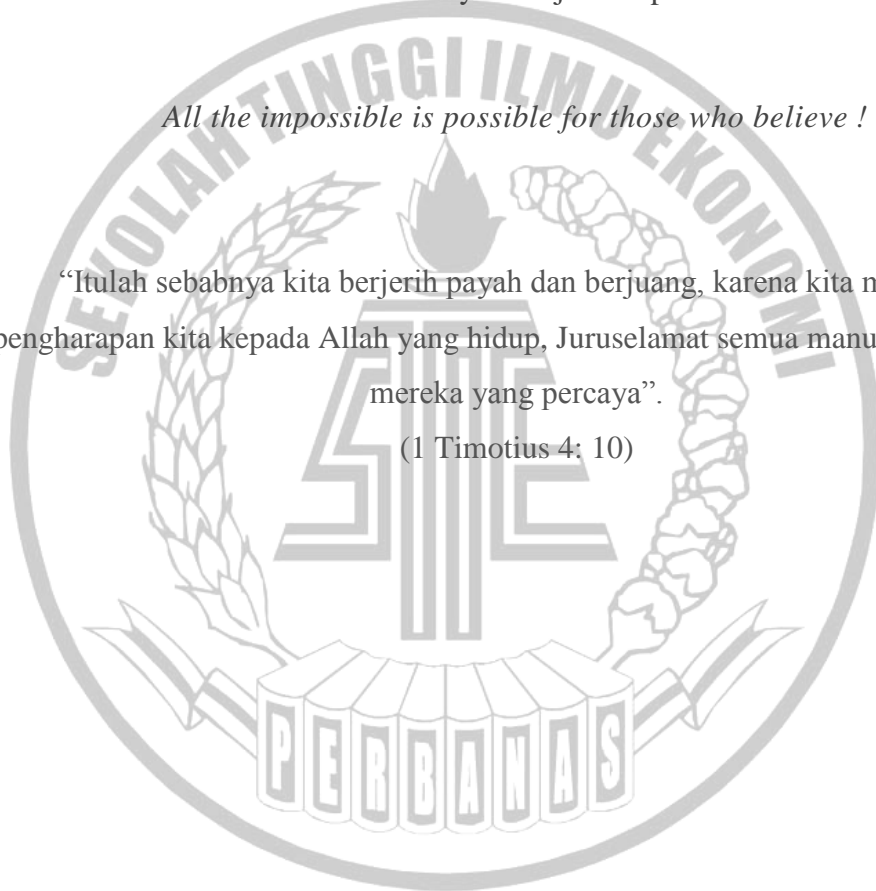 All the impossible is possible for those who believe !
SEKOLAH TINGGI ILMU EKONOMI
“Itulah sebabnya kita berjerih payah dan berjuang, karena kita
pengharapan kita kepada Allah yang hidup, Juruselamat semua
mereka yang percaya”.
(1 Timotius 4: 10)
PERBANAS